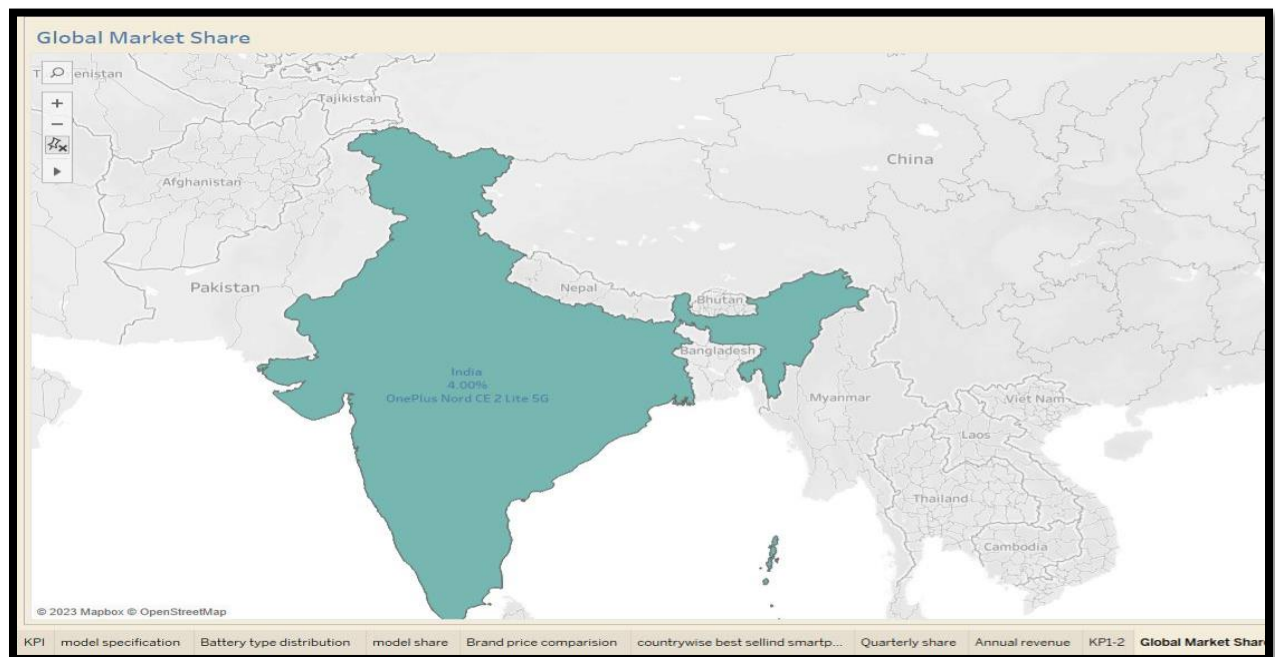 Global Market Share
enistan
Tajikistan
China
Afghanistan
Pakistan
Nepal
Bhutan
Bangladesh
India
4.00%
OnePlus Nord CE 2 Lite 5G
Myanmar
Viet Nam
Laos
Thailand
Cambodia
© 2023 Mapbox © OpenStreetMap
KPI model specification Battery type distribution model share Brand price comparision countrywise best sellind smartp... Quarterly share Annual revenue KP1-2 Global Market Shar